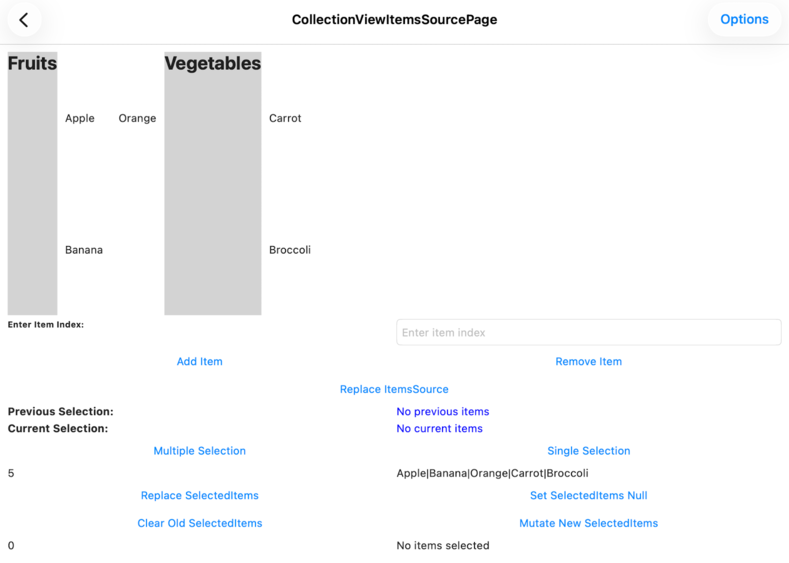 CollectionViewItemsSourcePage
Options
Fruits
Vegetables
Apple
Orange
Carrot
Banana
Broccoli
Enter Item Index:
Enter item index
Add Item
Remove Item
Replace ItemsSource
Previous Selection:
No previous items
Current Selection:
No current items
Multiple Selection
Single Selection
5
Apple|Banana|Orange|Carrot|Broccoli
Replace SelectedItems
Set SelectedItems Null
Clear Old SelectedItems
Mutate New SelectedItems
0
No items selected